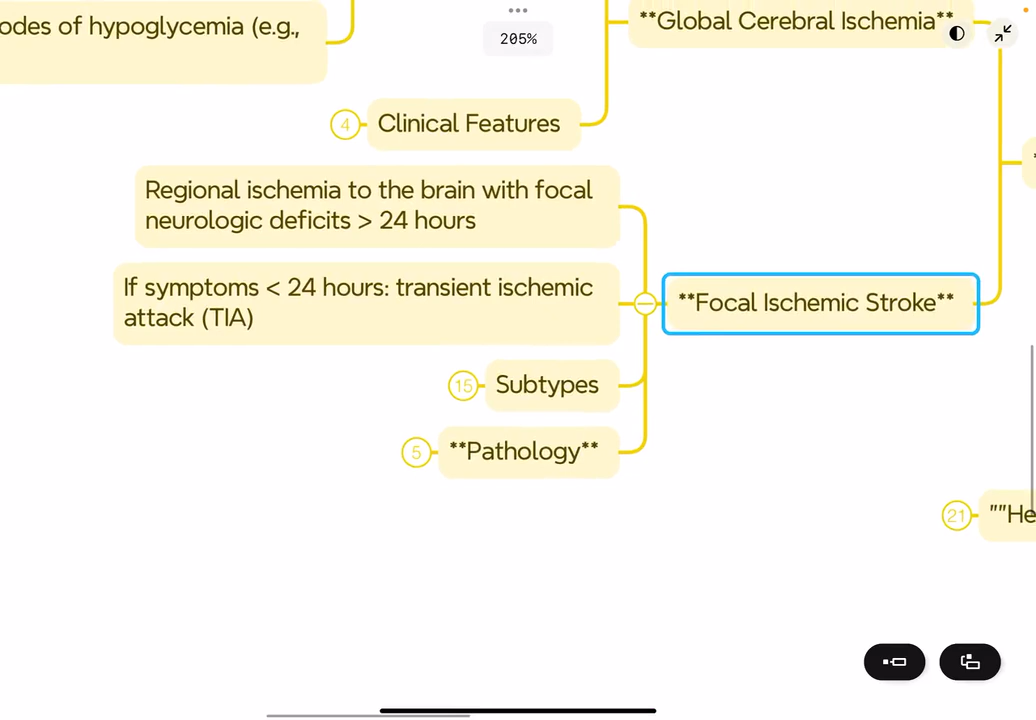 odes of hypoglycemia (e.g.,
205%
**Global Cerebral Ischemia**
4
Clinical Features
Regional ischemia to the brain with focal
neurologic deficits > 24 hours
If symptoms < 24 hours: transient ischemic
attack (TIA)
**Focal Ischemic Stroke**
15
Subtypes
5
**Pathology**
21
""He